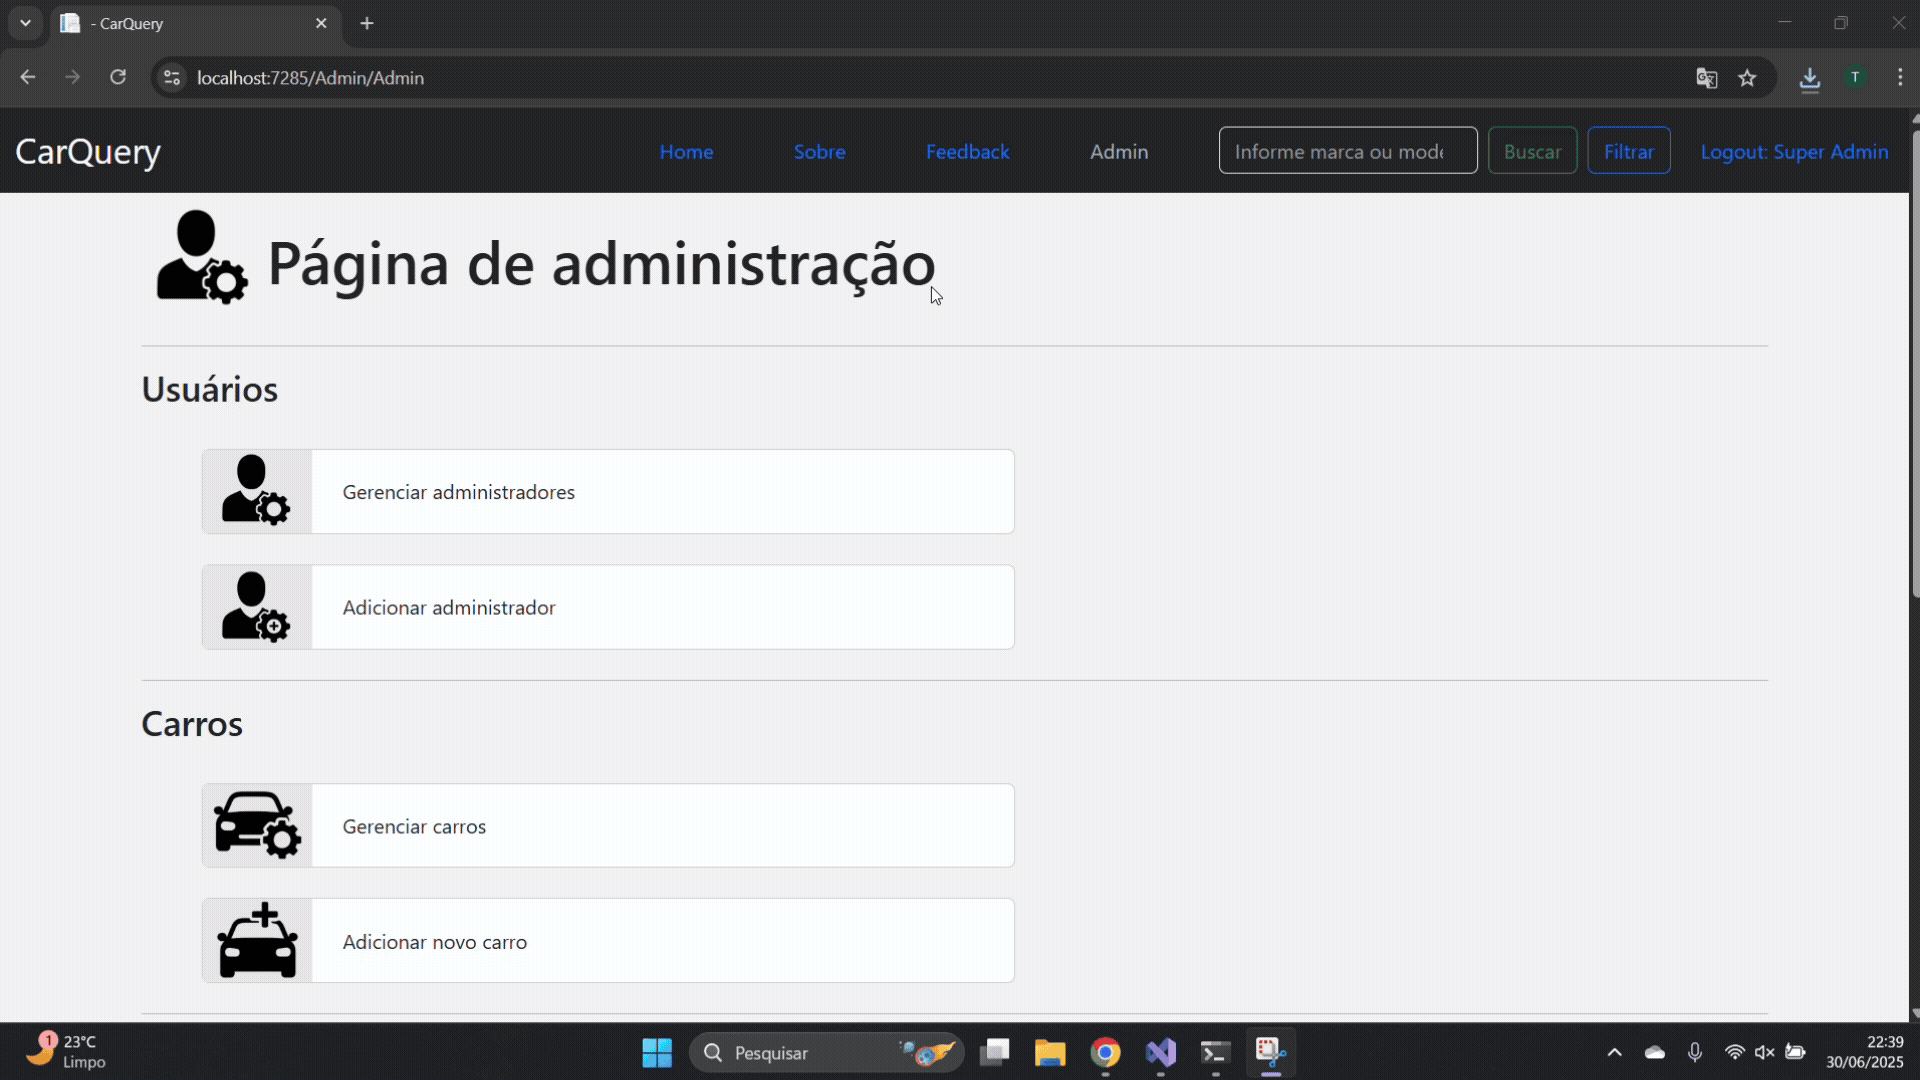 - CarQuery
localhost:7285/Admin/Admin
T
CarQuery
Home
Sobre
Feedback
Admin
Informe marca ou mode
Buscar
Filtrar
Logout: Super Admin
Página de administração
Usuários
Gerenciar administradores
Adicionar administrador
Carros
Gerenciar carros
Adicionar novo carro
1
23°C
Limpo
Pesquisar
22:39
30/06/2025